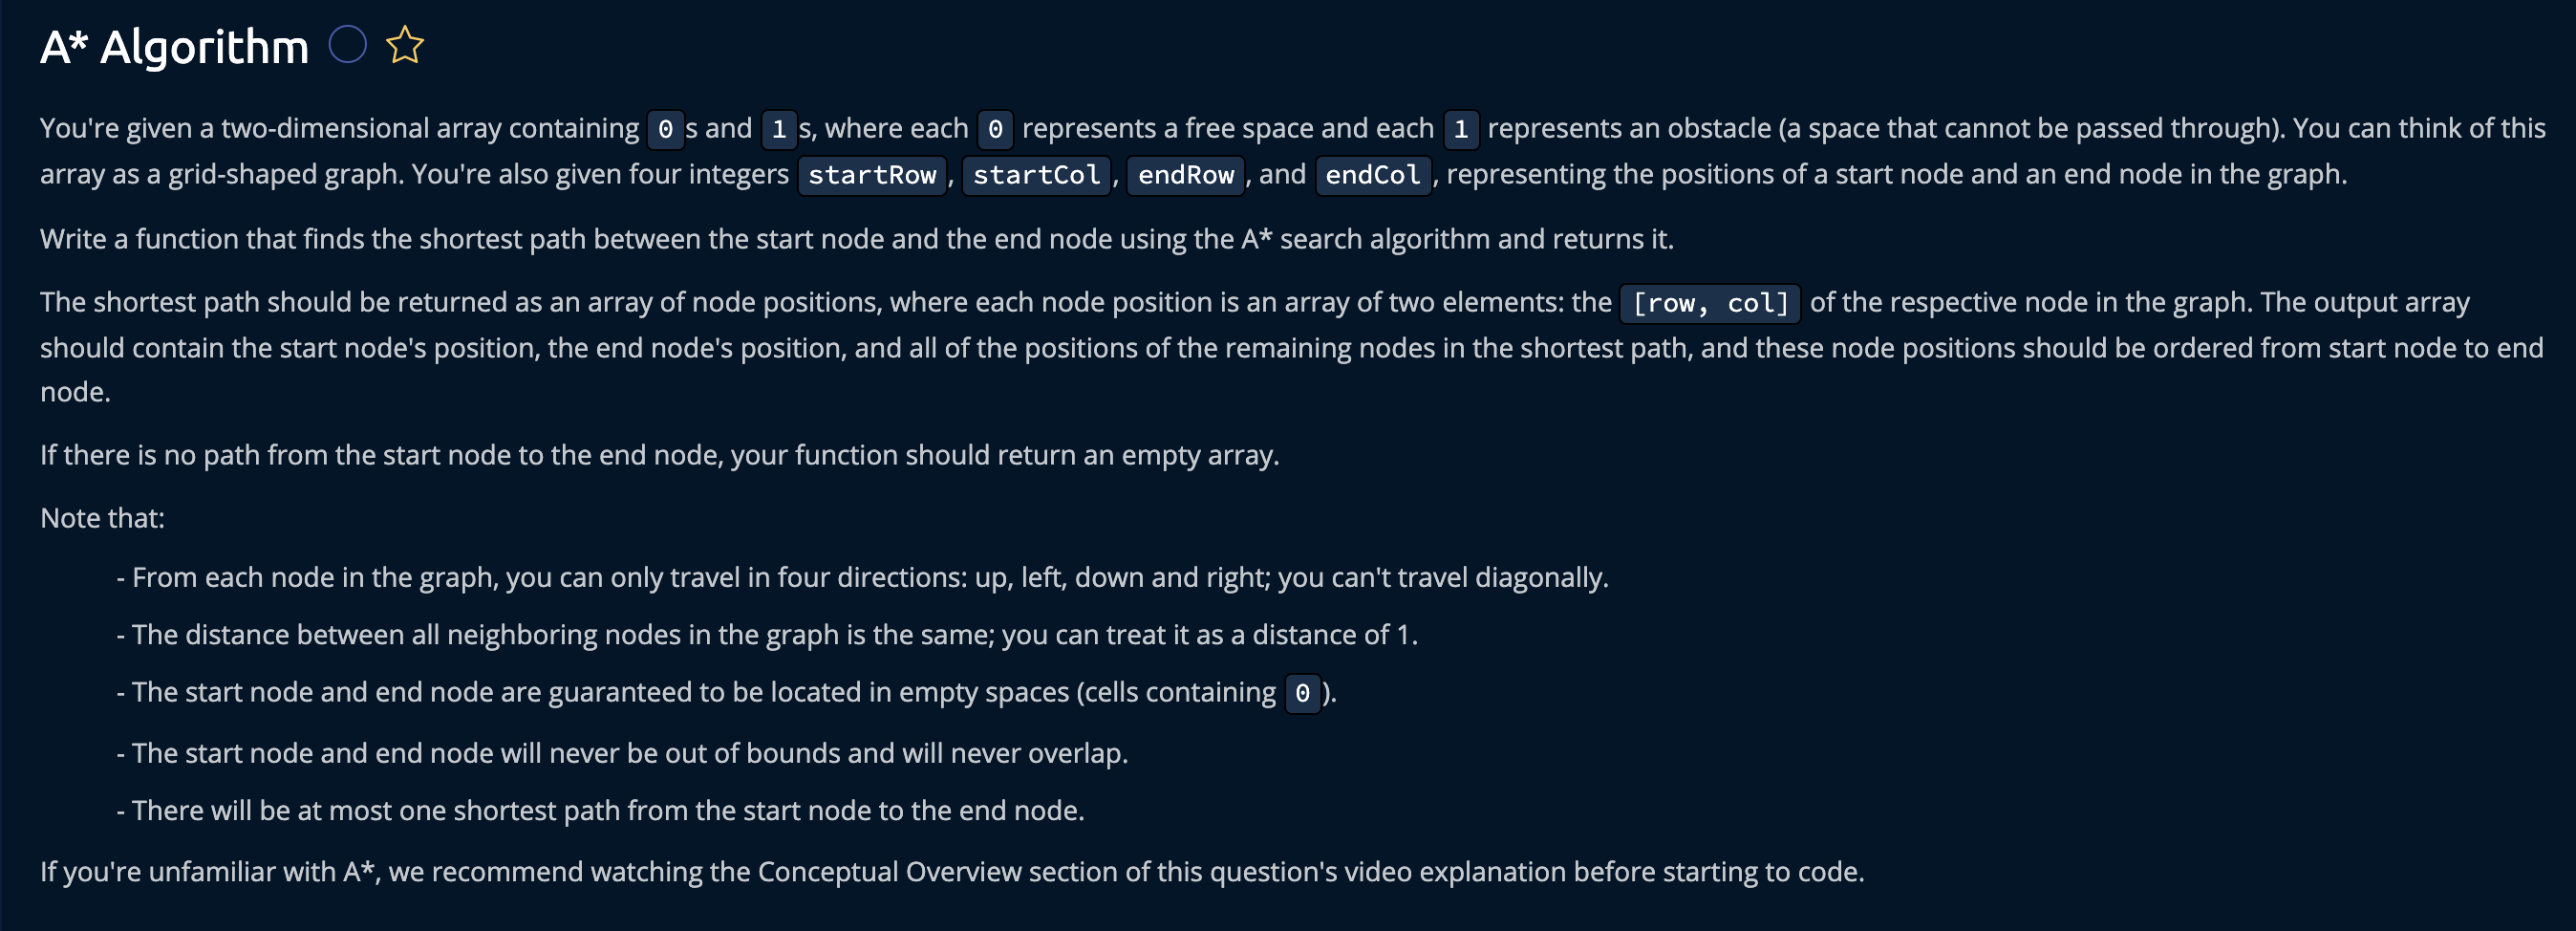 A* Algorithm
You're given a two-dimensional array containing 0s and 1s, where each 0 represents a free space and each 1 represents an obstacle (a space that cannot be passed through). You can think of this
array as a grid-shaped graph. You're also given four integers startRow, startCol, endRow, and endCol, representing the positions of a start node and an end node in the graph.
Write a function that finds the shortest path between the start node and the end node using the A* search algorithm and returns it.
The shortest path should be returned as an array of node positions, where each node position is an array of two elements: the [row, col] of the respective node in the graph. The output array
should contain the start node's position, the end node's position, and all of the positions of the remaining nodes in the shortest path, and these node positions should be ordered from start node to end
node.
If there is no path from the start node to the end node, your function should return an empty array.
Note that:
- From each node in the graph, you can only travel in four directions: up, left, down and right; you can't travel diagonally.
- The distance between all neighboring nodes in the graph is the same; you can treat it as a distance of 1.
- The start node and end node are guaranteed to be located in empty spaces (cells containing 0).
- The start node and end node will never be out of bounds and will never overlap.
- There will be at most one shortest path from the start node to the end node.
If you're unfamiliar with A*, we recommend watching the Conceptual Overview section of this question's video explanation before starting to code.